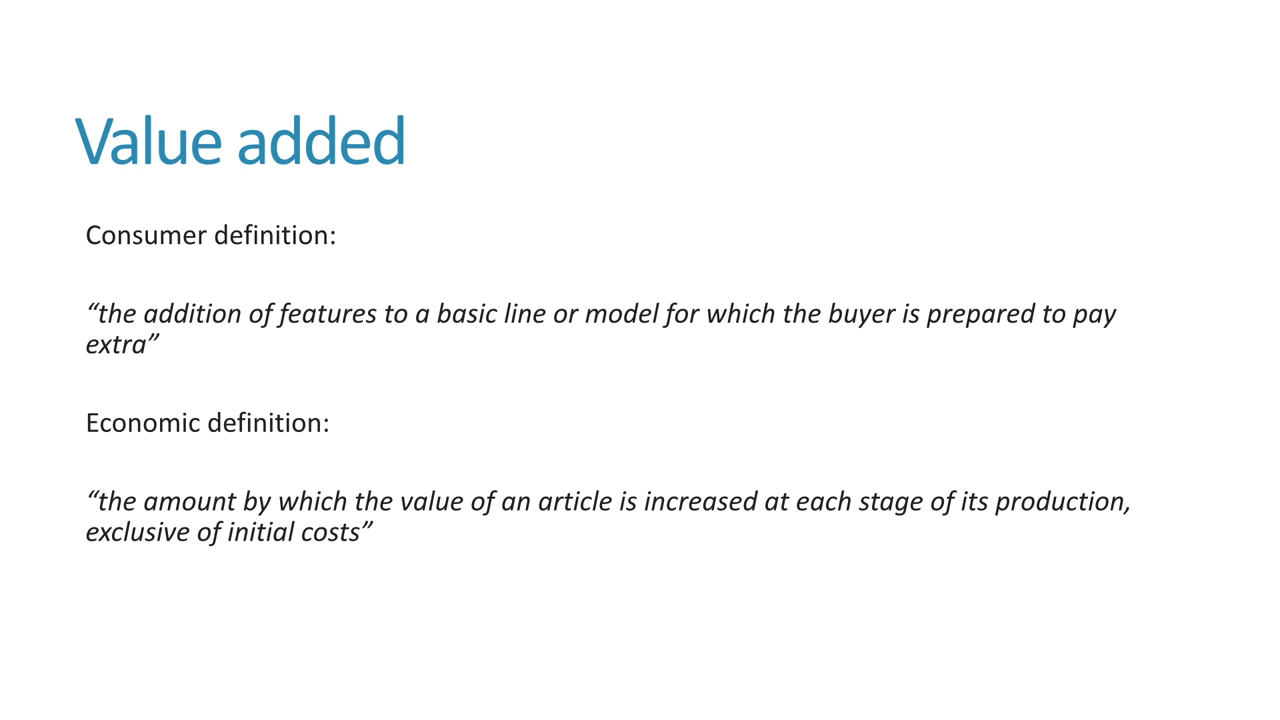 Value added
Consumer definition:
“the addition of features to a basic line or model for which the buyer is prepared to pay
extra”
Economic definition:
“the amount by which the value of an article is increased at each stage of its production,
exclusive of initial costs”